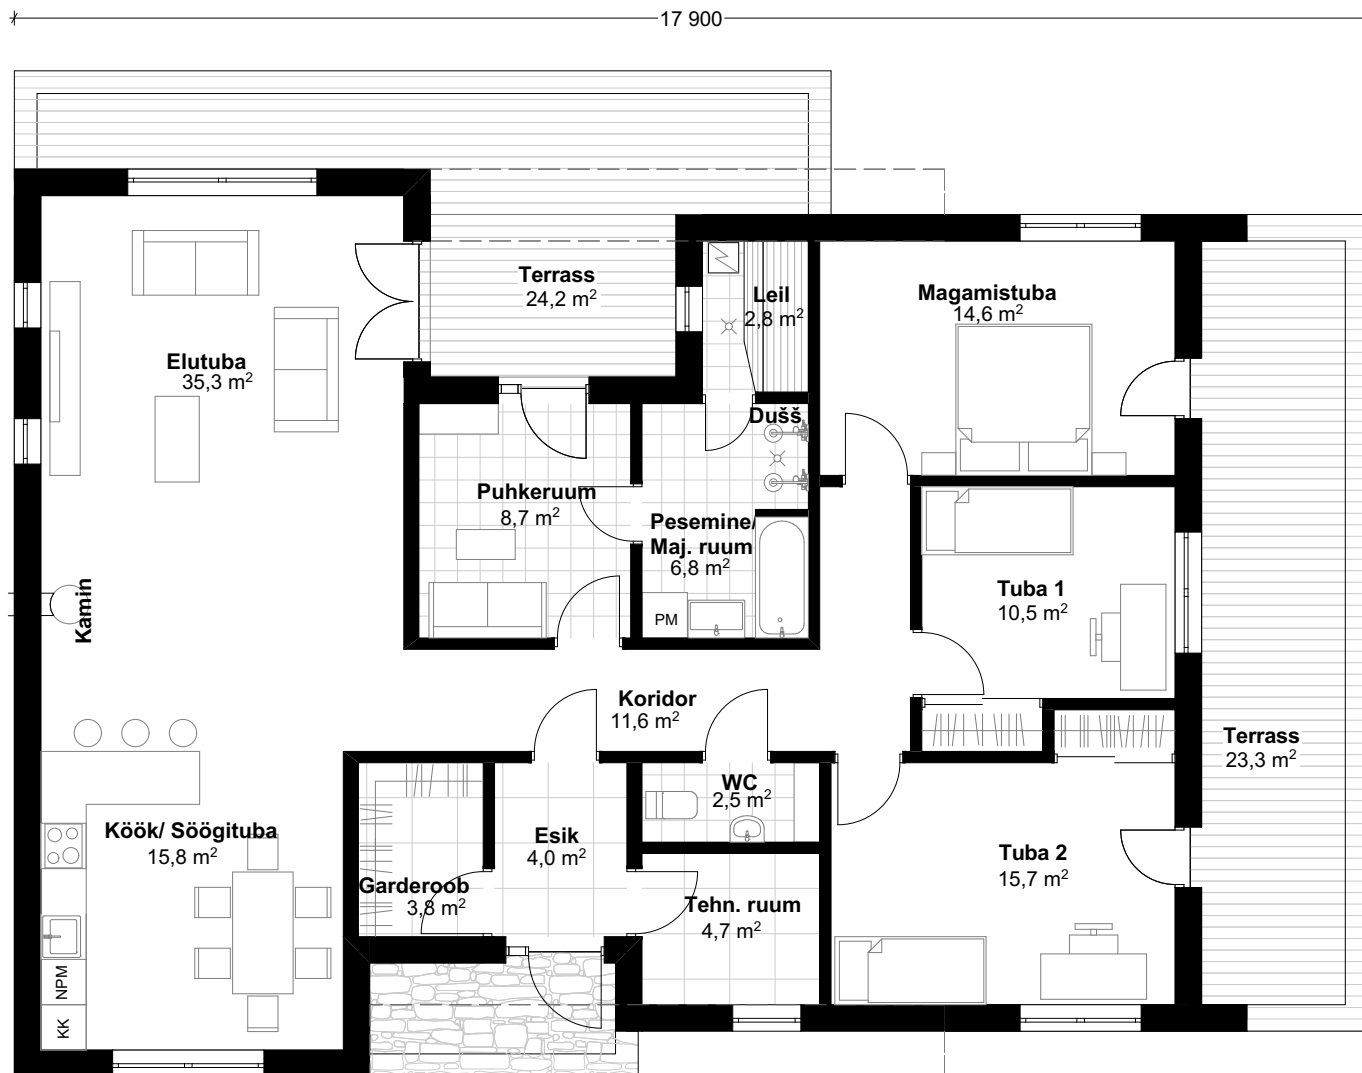 17 900
Terrass
24,2 m²
Leil
2,8 m²
Magamistuba
14,6 m²
Elutuba
35,3 m²
Dušš
Puhkeruum
8,7 m²
Pesemine/
Maj. ruum
6,8 m²
PM
Tuba 1
10,5 m²
Kamin
Koridor
11,6 m²
Terrass
23,3 m²
WC
2,5 m²
Köök/ Söögituba
15,8 m²
Esik
4,0 m²
Garderoob
3,8 m²
Tehn. ruum
4,7 m²
Tuba 2
15,7 m²
NPM
KK